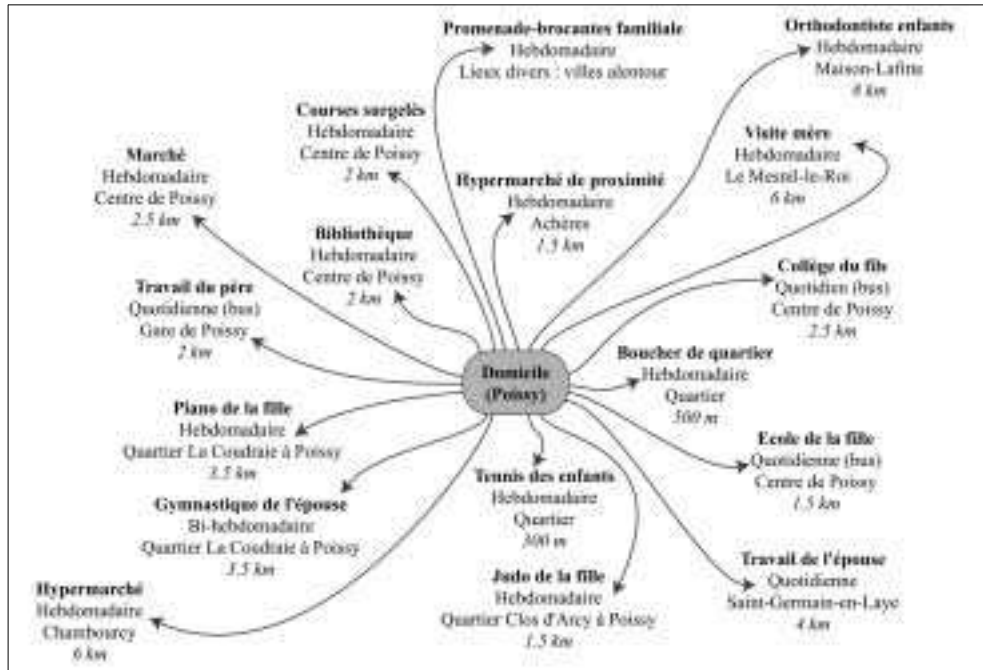 Promenade-brocantes familiale
Hebdomadaire
Lieux divers : villes alentour
Orthodontiste enfants
Hebdomadaire
Maison-Lafitte
8 km
Courses surgelés
Hebdomadaire
Centre de Poissy
2 km
Visite mère
Hebdomadaire
Le Mesnil-le-Roi
6 km
Marché
Hebdomadaire
Centre de Poissy
2.5 km
Hypermarché de proximité
Hebdomadaire
Achères
1.5 km
Bibliothèque
Hebdomadaire
Centre de Poissy
2 km
Collège du fils
Quotidien (bus)
Centre de Poissy
2.5 km
Travail du père
Quotidienne (bus)
Gare de Poissy
2 km
Domicile
(Poissy)
Boucher de quartier
Hebdomadaire
Quartier
500 m
Piano de la fille
Hebdomadaire
Quartier La Coudraie à Poissy
3.5 km
Ecole de la fille
Quotidienne (bus)
Centre de Poissy
1.5 km
Tennis des enfants
Hebdomadaire
Quartier
300 m
Gymnastique de l'épouse
Bi-hebdomadaire
Quartier La Coudraie à Poissy
3.5 km
Travail de l'épouse
Quotidienne
Saint-Germain-en-Laye
4 km
Judo de la fille
Hebdomadaire
Quartier Clos d'Arcy à Poissy
1.5 km
Hypermarché
Hebdomadaire
Chambourcy
6 km